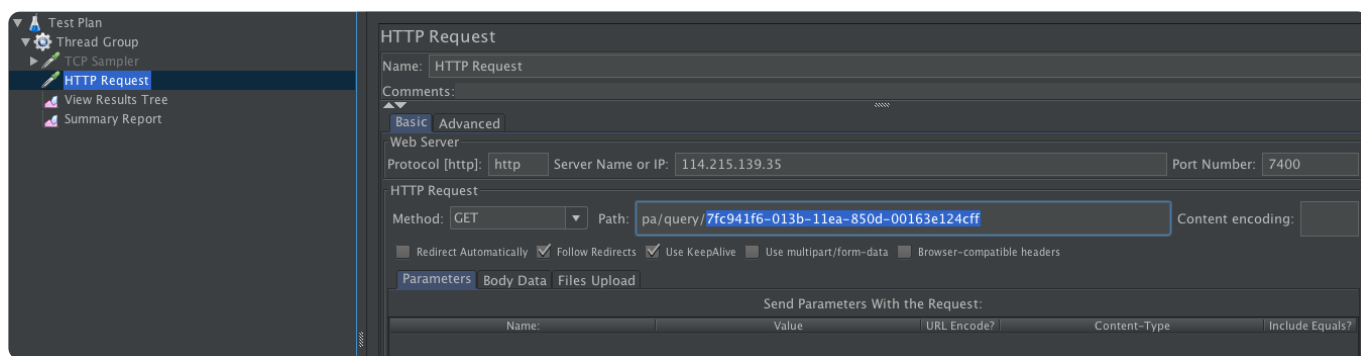 Test Plan
Thread Group
TCP Sampler
HTTP Request
View Results Tree
Summary Report
HTTP Request
Name: HTTP Request
Comments:
Basic Advanced
Web Server
Protocol [http]: http Server Name or IP: 114.215.139.35 Port Number: 7400
HTTP Request
Method: GET Path: pa/query/7fc941f6-013b-11ea-850d-00163e124cff Content encoding:
Redirect Automatically Follow Redirects Use KeepAlive Use multipart/form-data Browser-compatible headers
Parameters Body Data Files Upload
Send Parameters With the Request:
Name: Value URL Encode? Content-Type Include Equals?